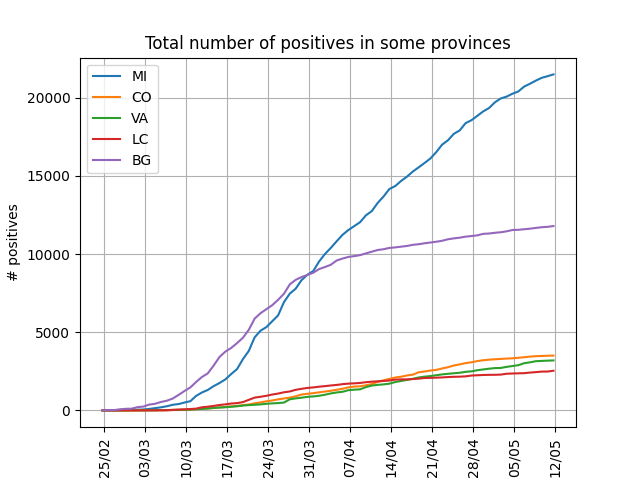 Total number of positives in some provinces
MI
CO
VA
LC
BG
# positives
20000
15000
10000
5000
0
25/02
03/03
10/03
17/03
24/03
31/03
07/04
14/04
21/04
28/04
05/05
12/05